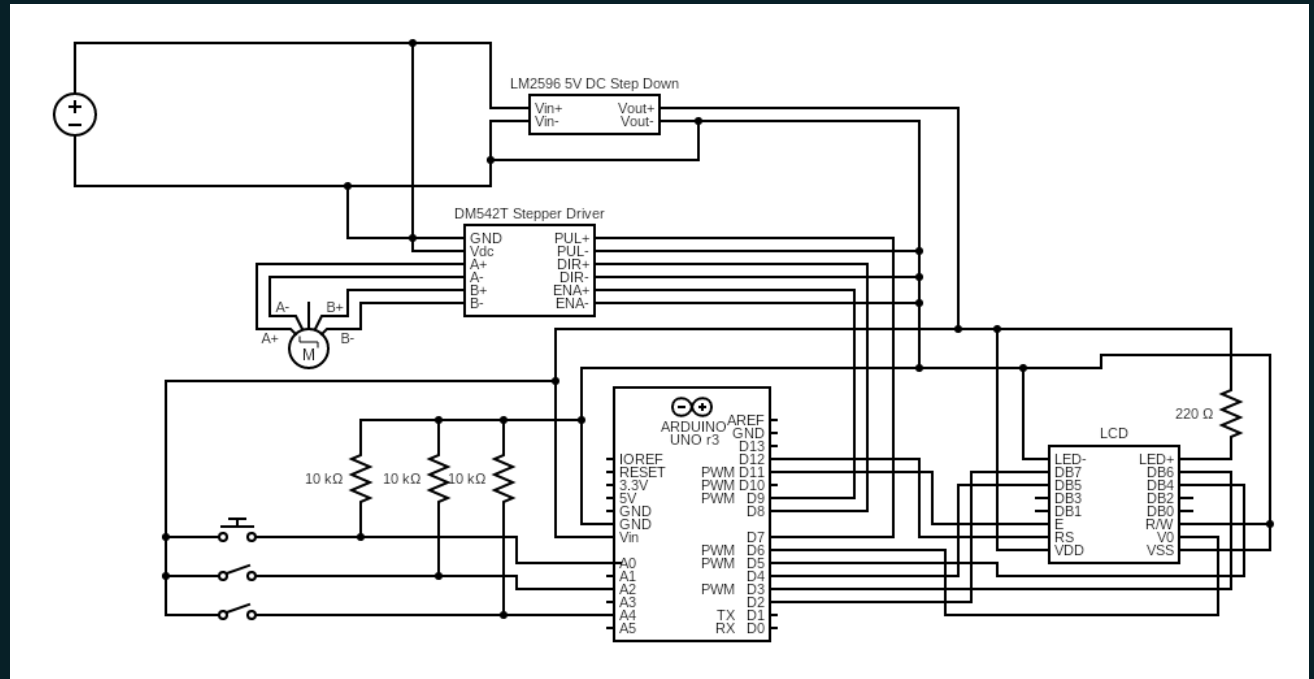 LM2596 5V DC Step Down
Vin+ Vout+
Vin- Vout-
DM542T Stepper Driver
GND PUL+
Vdc PUL-
A+ DIR+
A- DIR-
B+ ENA+
B- ENA-
A- B+
A+ B-
M
ARDUINO
UNO r3
AREF
GND
D13
IOREF D12
RESET PWM D11
3.3V PWM D10
5V PWM D9
GND D8
GND
Vin D7
PWM D6
A0 PWM D5
A1 D4
A2 PWM D3
A3 D2
A4 TX D1
A5 RX D0
10 kΩ 10 kΩ 10 kΩ
220 Ω
LCD
LED- LED+
DB7 DB6
DB5 DB4
DB3 DB2
DB1 DB0
E R/W
RS V0
VDD VSS